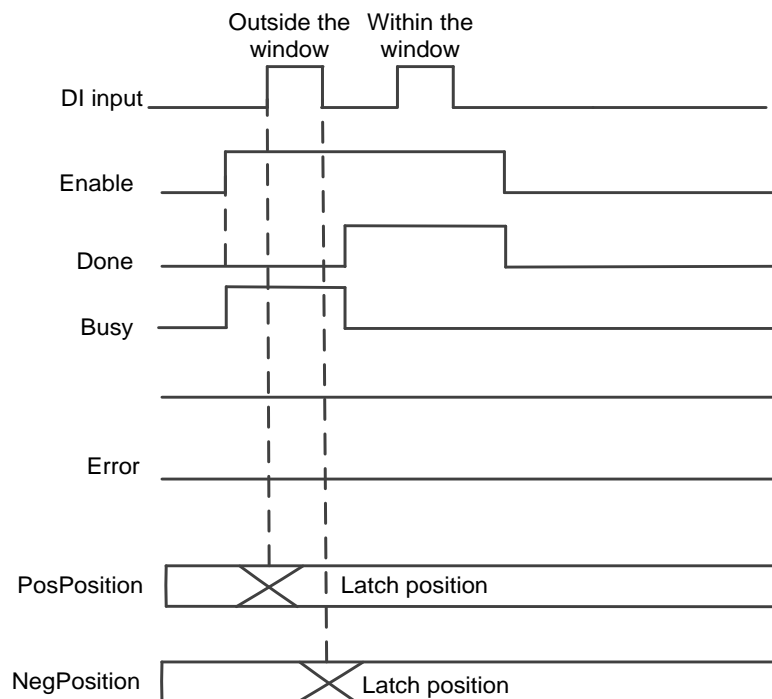 Outside the
window
Within the
window
DI input
Enable
Done
Busy
Error
PosPosition
Latch position
NegPosition
Latch position